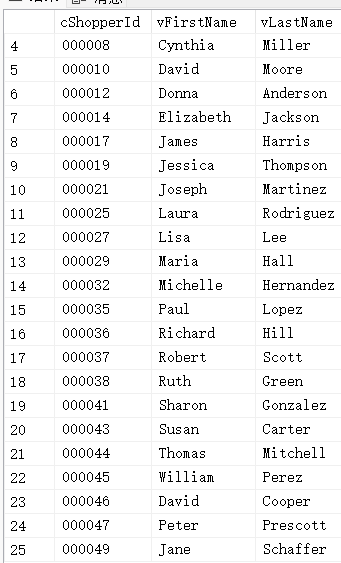 cShopperId vFirstName vLastName
4 000008 Cynthia Miller
5 000010 David Moore
6 000012 Donna Anderson
7 000014 Elizabeth Jackson
8 000017 James Harris
9 000019 Jessica Thompson
10 000021 Joseph Martinez
11 000025 Laura Rodriguez
12 000027 Lisa Lee
13 000029 Maria Hall
14 000032 Michelle Hernandez
15 000035 Paul Lopez
16 000036 Richard Hill
17 000037 Robert Scott
18 000038 Ruth Green
19 000041 Sharon Gonzalez
20 000043 Susan Carter
21 000044 Thomas Mitchell
22 000045 William Perez
23 000046 David Cooper
24 000047 Peter Prescott
25 000049 Jane Schaffer